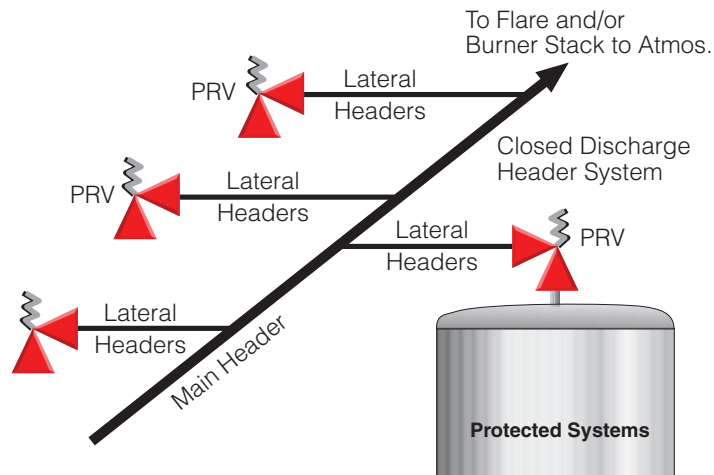 To Flare and/or
Burner Stack to Atmos.
PRV
Lateral
Headers
Closed Discharge
Header System
PRV
Lateral
Headers
Lateral
Headers
PRV
Lateral
Headers
Main Header
Protected Systems